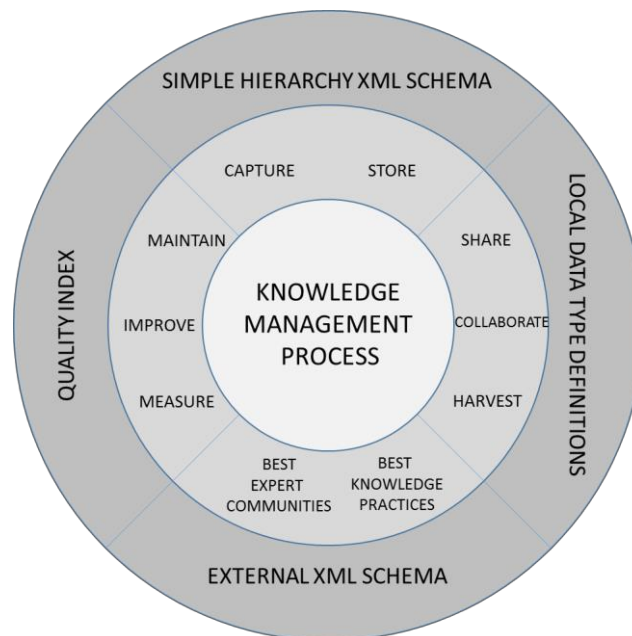 SIMPLE HIERARCHY XML SCHEMA
CAPTURE
STORE
MAINTAIN
SHARE
QUALITY INDEX
IMPROVE
KNOWLEDGE
MANAGEMENT
PROCESS
COLLABORATE
LOCAL DATA TYPE DEFINITIONS
MEASURE
HARVEST
BEST
EXPERT
COMMUNITIES
BEST
KNOWLEDGE
PRACTICES
EXTERNAL XML SCHEMA